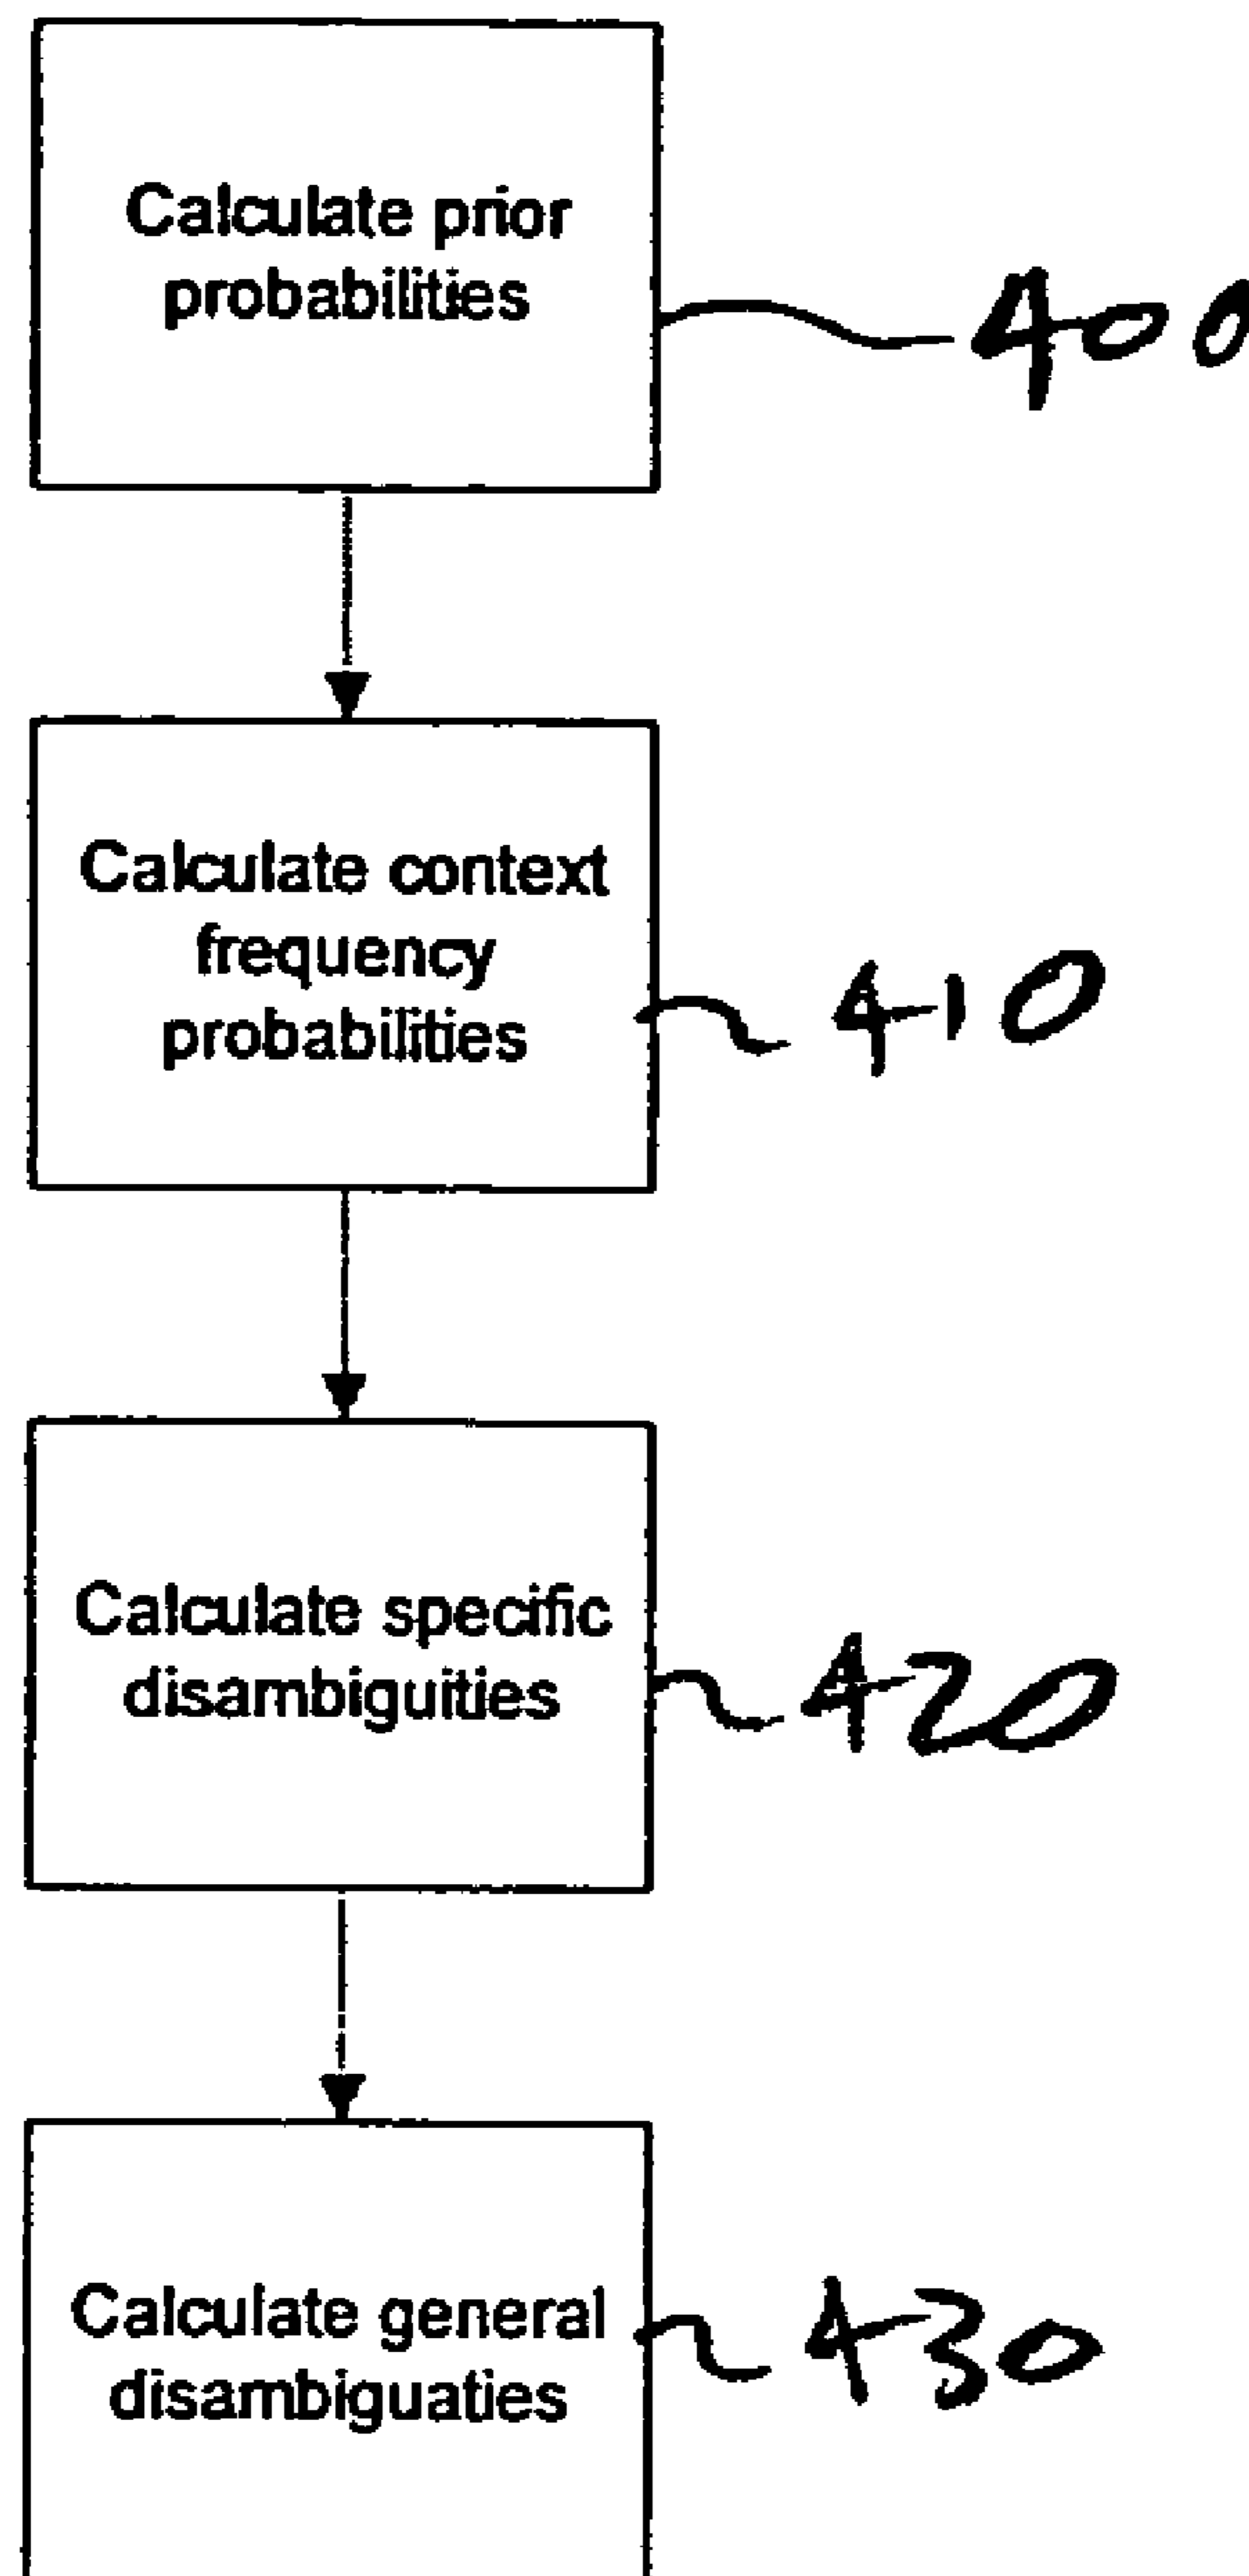 Calculate prior
probabilities
400
Calculate context
frequency
probabilities
410
Calculate specific
disambiguities
420
Calculate general
disambiguaties
430